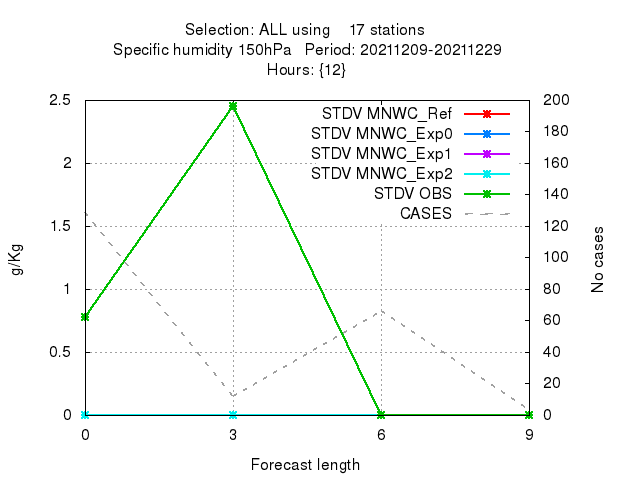 Selection: ALL using 17 stations
Specific humidity 150hPa Period: 20211209-20211229
Hours: {12}
2.5
2
1.5
1
0.5
0
g/Kg
STDV MNWC_Ref
STDV MNWC_Exp0
STDV MNWC_Exp1
STDV MNWC_Exp2
STDV OBS
CASES
200
180
160
140
120
100
80
60
40
20
0
No cases
0 3 6 9
Forecast length